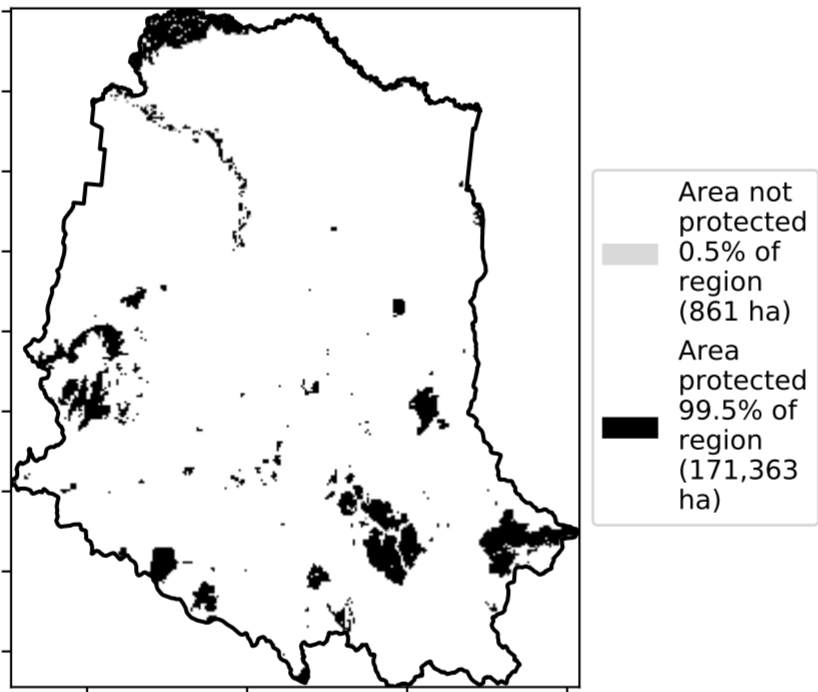 Area not
protected
0.5% of
region
(861 ha)
Area
protected
99.5% of
region
(171,363
ha)